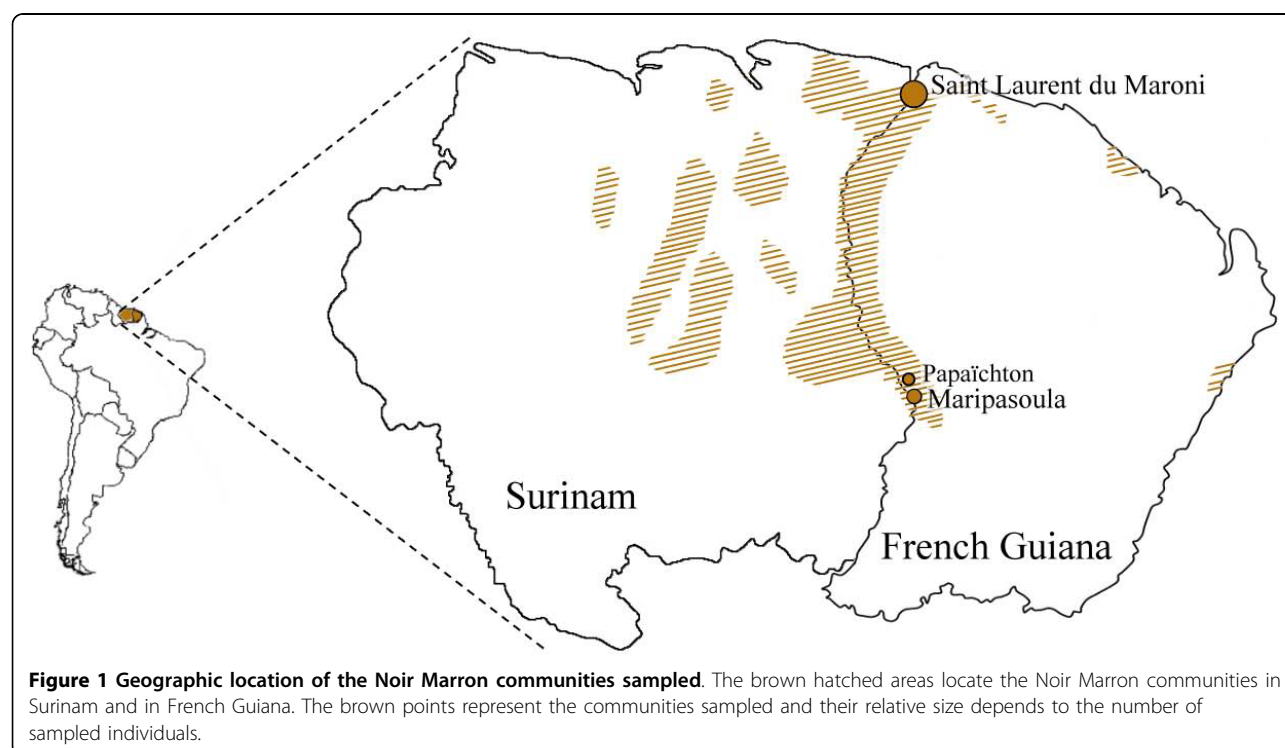 Saint Laurent du Maroni
Papaïchton
Maripasoula
Surinam
French Guiana
Figure 1 Geographic location of the Noir Marron communities sampled. The brown hatched areas locate the Noir Marron communities in
Surinam and in French Guiana. The brown points represent the communities sampled and their relative size depends to the number of
sampled individuals.